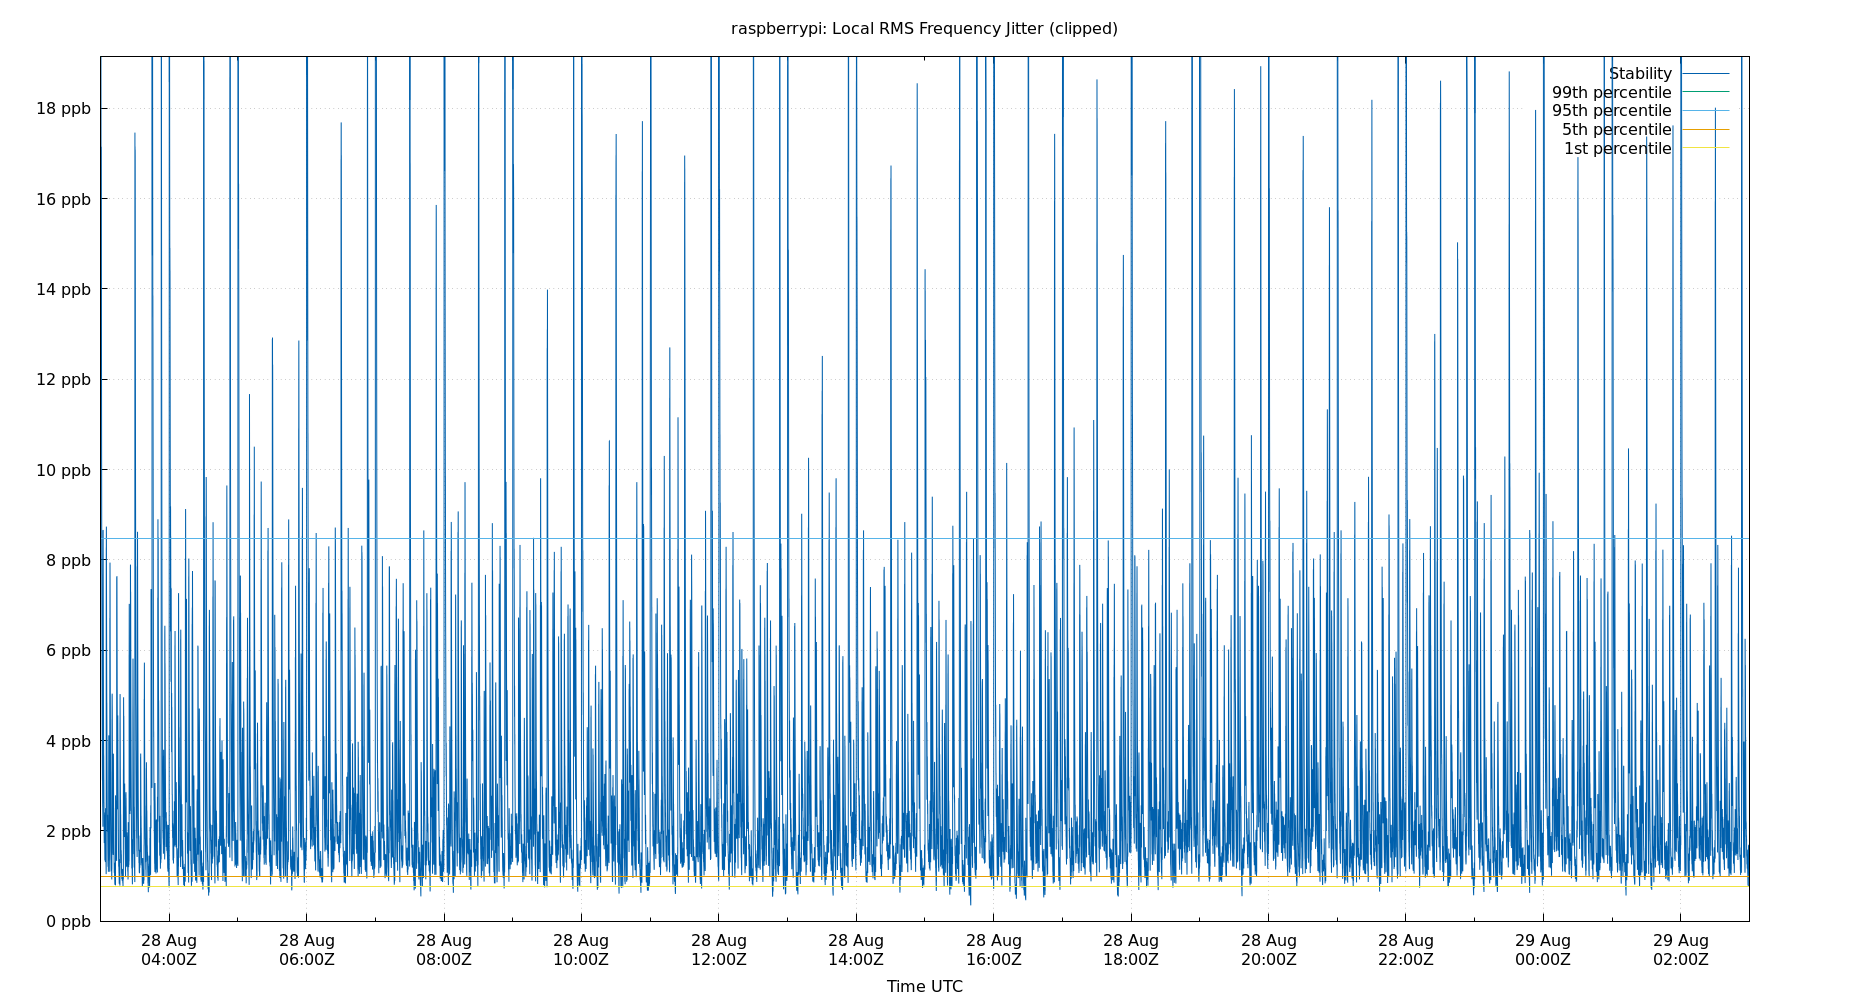 raspberrypi: Local RMS Frequency Jitter (clipped)
Stability
99th percentile
95th percentile
5th percentile
1st percentile
18 ppb
16 ppb
14 ppb
12 ppb
10 ppb
8 ppb
6 ppb
4 ppb
2 ppb
0 ppb
28 Aug 28 Aug 28 Aug 28 Aug 28 Aug 28 Aug 28 Aug 28 Aug 28 Aug 28 Aug 29 Aug 29 Aug
04:00Z 06:00Z 08:00Z 10:00Z 12:00Z 14:00Z 16:00Z 18:00Z 20:00Z 22:00Z 00:00Z 02:00Z
Time UTC